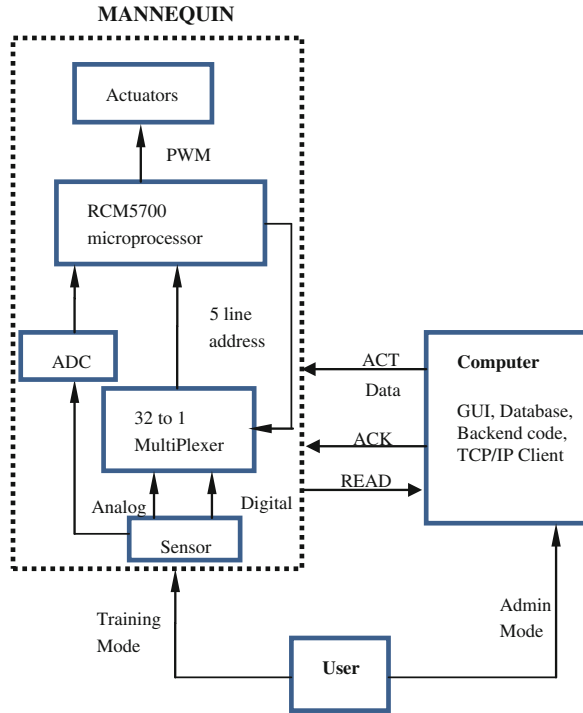 MANNEQUIN
Actuators
PWM
RCM5700
microprocessor
5 line
address
ADC
32 to 1
MultiPlexer
Analog
Digital
Sensor
ACT
Data
ACK
READ
Computer
GUI, Database,
Backend code,
TCP/IP Client
Training
Mode
Admin
Mode
User